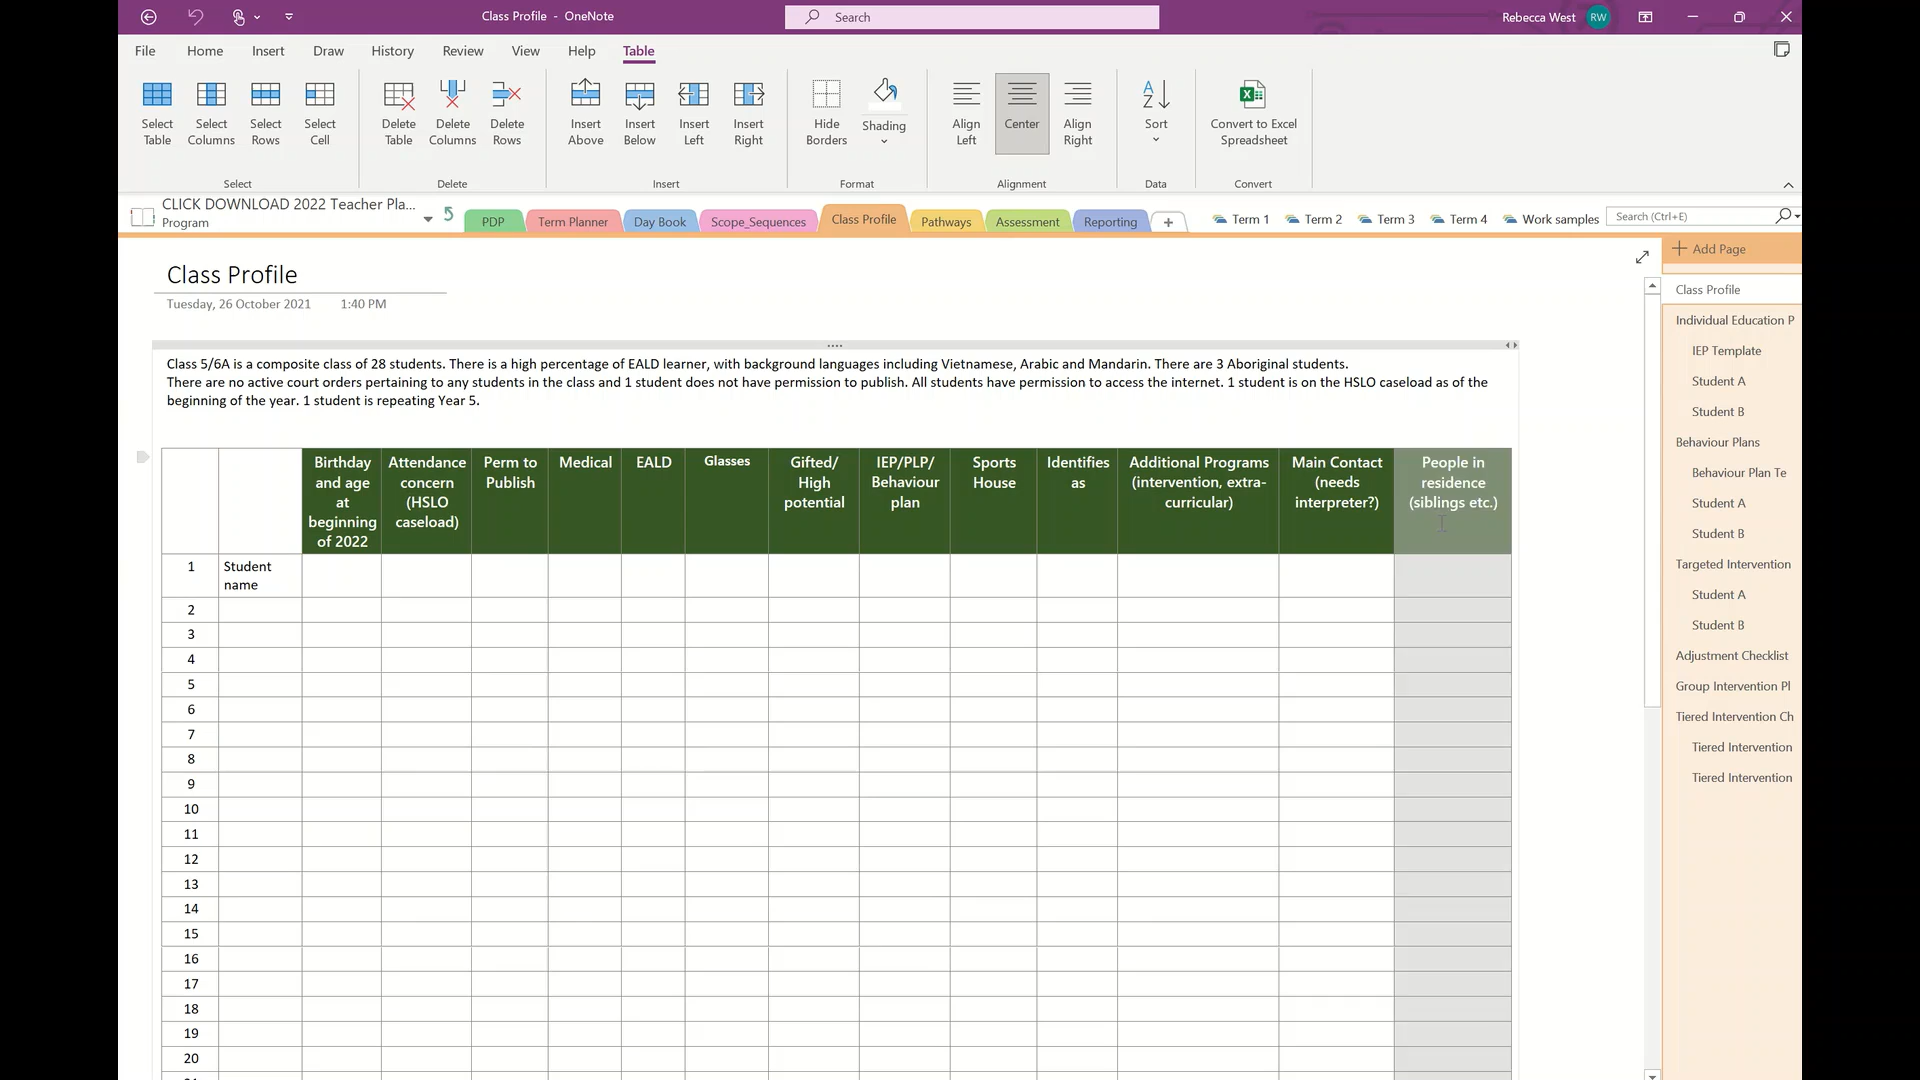 Class Profile - OneNote
Search
Rebecca West
RW
File
Home
Insert
Draw
History
Review
View
Help
Table
Select Table
Select Columns
Select Rows
Select Cell
Select
Delete Table
Delete Columns
Delete Rows
Delete
Insert Above
Insert Below
Insert Left
Insert Right
Insert
Hide Borders
Shading
Format
Align Left
Center
Align Right
Alignment
Sort
Data
Convert to Excel Spreadsheet
Convert
CLICK DOWNLOAD 2022 Teacher Pla...
Program
PDP
Term Planner
Day Book
Scope_Sequences
Class Profile
Pathways
Assessment
Reporting
Term 1
Term 2
Term 3
Term 4
Work samples
Search (Ctrl+E)
Class Profile
Tuesday, 26 October 2021 1:40 PM
Class 5/6A is a composite class of 28 students. There is a high percentage of EALD learner, with background languages including Vietnamese, Arabic and Mandarin. There are 3 Aboriginal students.
There are no active court orders pertaining to any students in the class and 1 student does not have permission to publish. All students have permission to access the internet. 1 student is on the HSLO caseload as of the
beginning of the year. 1 student is repeating Year 5.
Birthday and age at beginning of 2022
Attendance concern (HSLO caseload)
Perm to Publish
Medical
EALD
Glasses
Gifted/ High potential
IEP/PLP/ Behaviour plan
Sports House
Identifies as
Additional Programs (intervention, extra-curricular)
Main Contact (needs interpreter?)
People in residence (siblings etc.)
1 Student name
2
3
4
5
6
7
8
9
10
11
12
13
14
15
16
17
18
19
20
Add Page
Class Profile
Individual Education P
IEP Template
Student A
Student B
Behaviour Plans
Behaviour Plan Te
Student A
Student B
Targeted Intervention
Student A
Student B
Adjustment Checklist
Group Intervention Pl
Tiered Intervention Ch
Tiered Intervention
Tiered Intervention